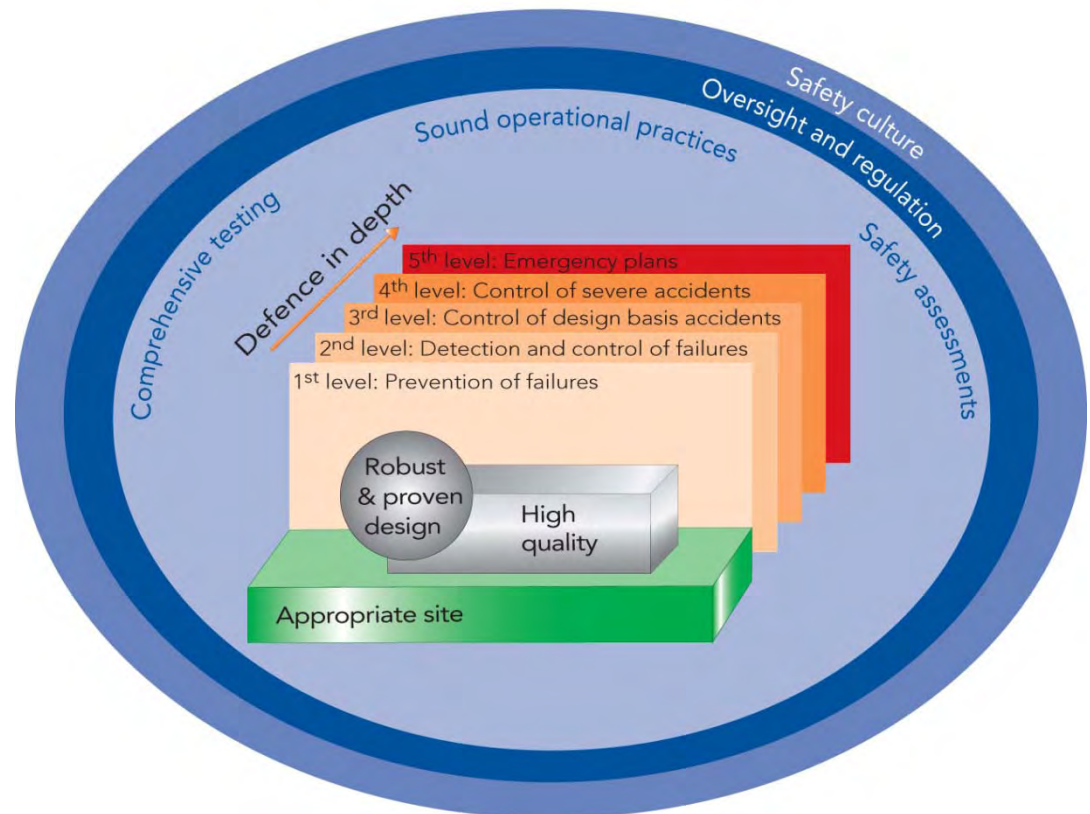 Safety culture
Oversight and regulation
Sound operational practices
Comprehensive testing
Safety assessments
Defence in depth
5th level: Emergency plans
4th level: Control of severe accidents
3rd level: Control of design basis accidents
2nd level: Detection and control of failures
1st level: Prevention of failures
Robust
& proven
design
High
quality
Appropriate site